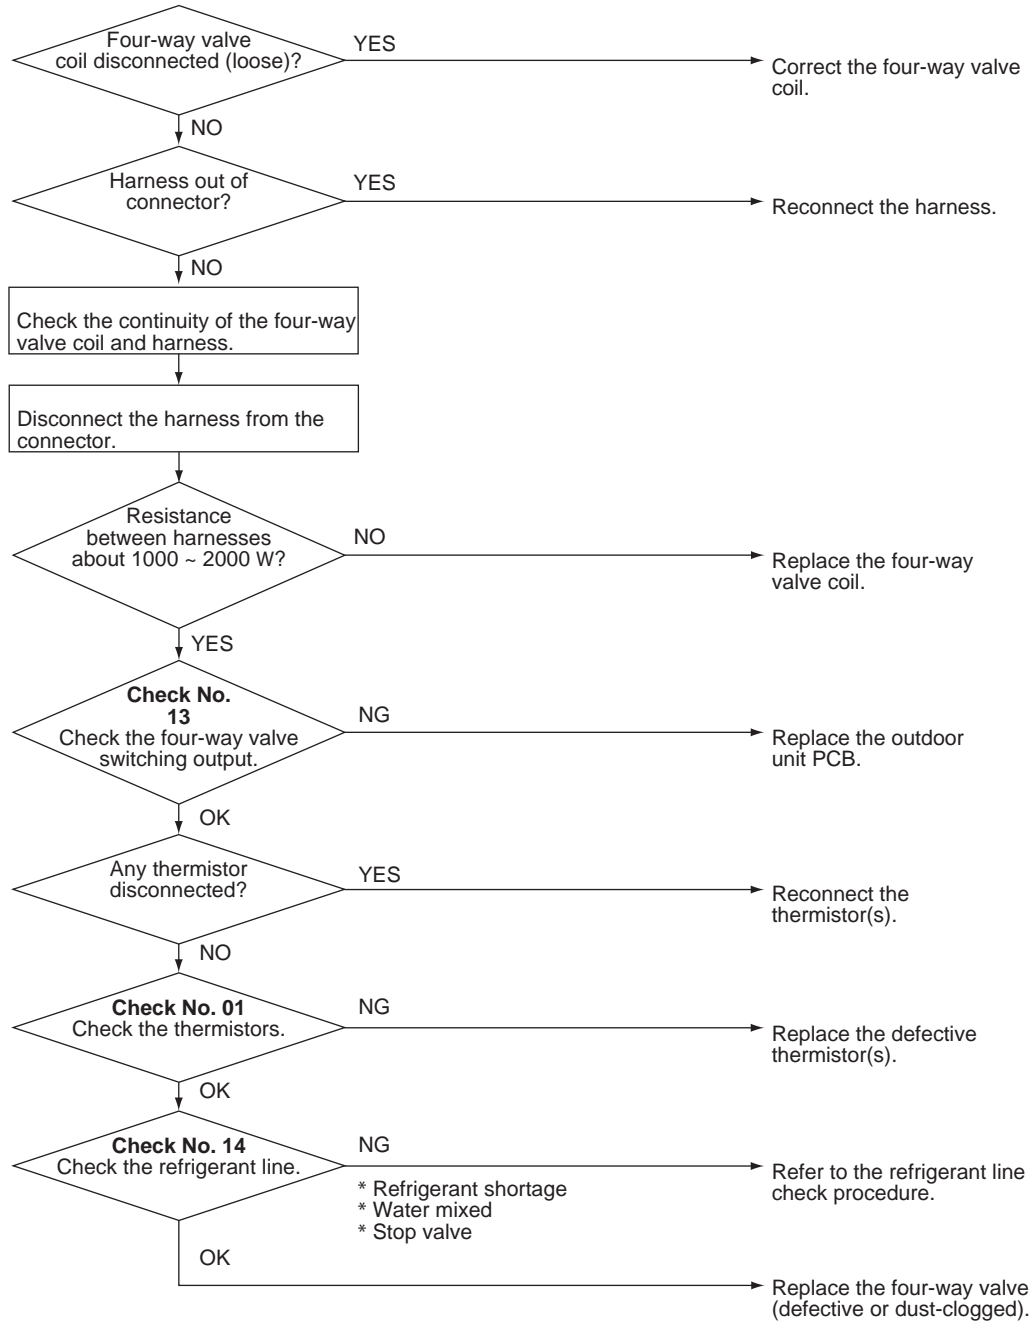 Four-way valve
coil disconnected (loose)?
YES
Correct the four-way valve
coil.
NO
Harness out of
connector?
YES
Reconnect the harness.
NO
Check the continuity of the four-way
valve coil and harness.
Disconnect the harness from the
connector.
Resistance
between harnesses
about 1000 ~ 2000 W?
NO
Replace the four-way
valve coil.
YES
Check No.
13
Check the four-way valve
switching output.
NG
Replace the outdoor
unit PCB.
OK
Any thermistor
disconnected?
YES
Reconnect the
thermistor(s).
NO
Check No. 01
Check the thermistors.
NG
Replace the defective
thermistor(s).
OK
Check No. 14
Check the refrigerant line.
NG
* Refrigerant shortage
* Water mixed
* Stop valve
Refer to the refrigerant line
check procedure.
OK
Replace the four-way valve
(defective or dust-clogged).